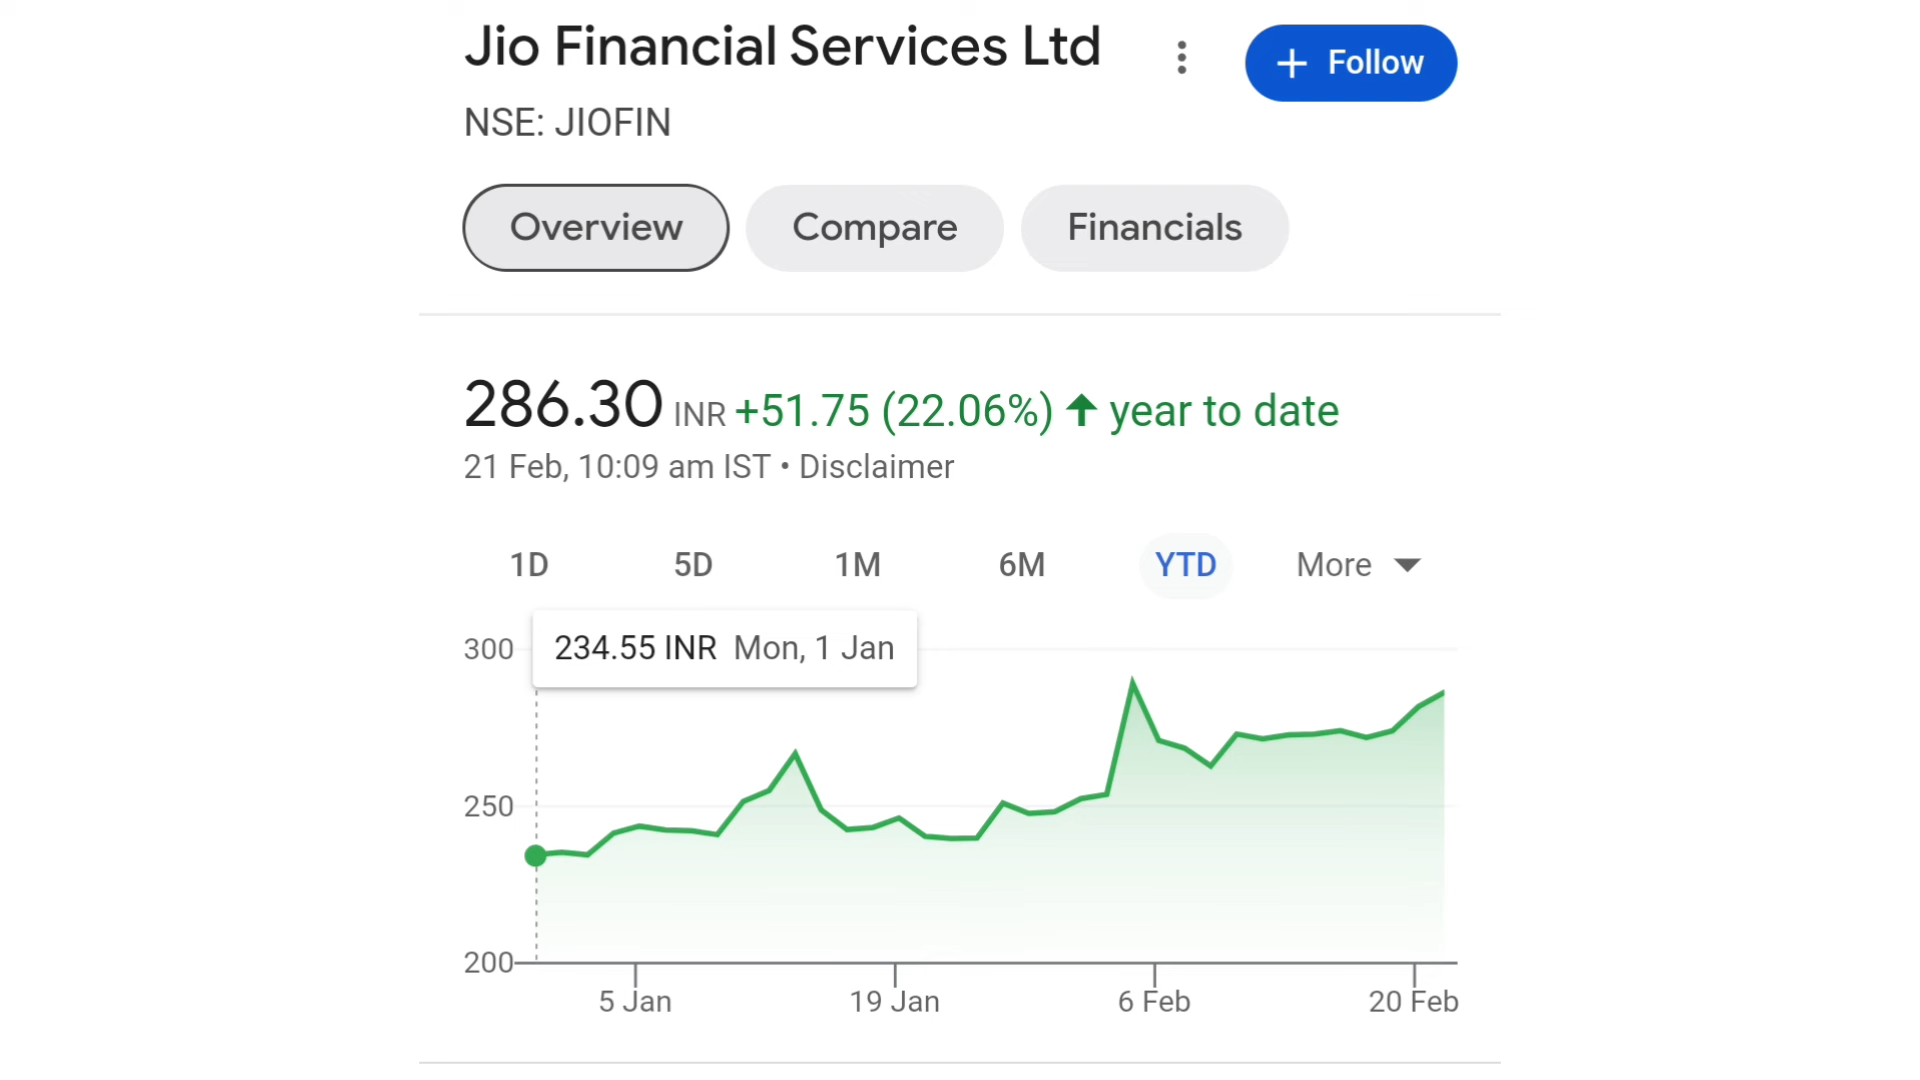 Jio Financial Services Ltd
+ Follow
NSE: JIOFIN
Overview
Compare
Financials
286.30 INR +51.75 (22.06%) ↑ year to date
21 Feb, 10:09 am IST • Disclaimer
1D 5D 1M 6M YTD More
234.55 INR Mon, 1 Jan
300
250
200
5 Jan 19 Jan 6 Feb 20 Feb